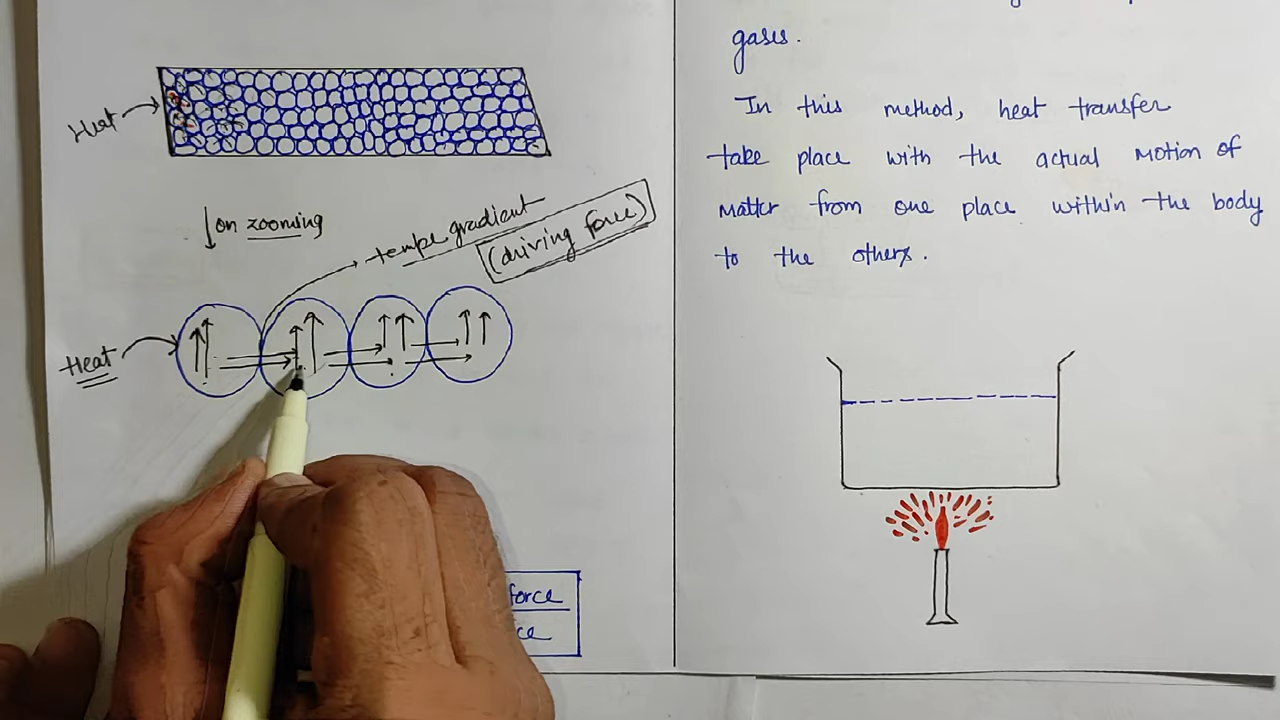 Heat
on zooming
tempe gradient
(driving force)
Heat
force
ce
gases.
In this method, heat transfer
take place with the actual motion of
matter from one place within the body
to the others.